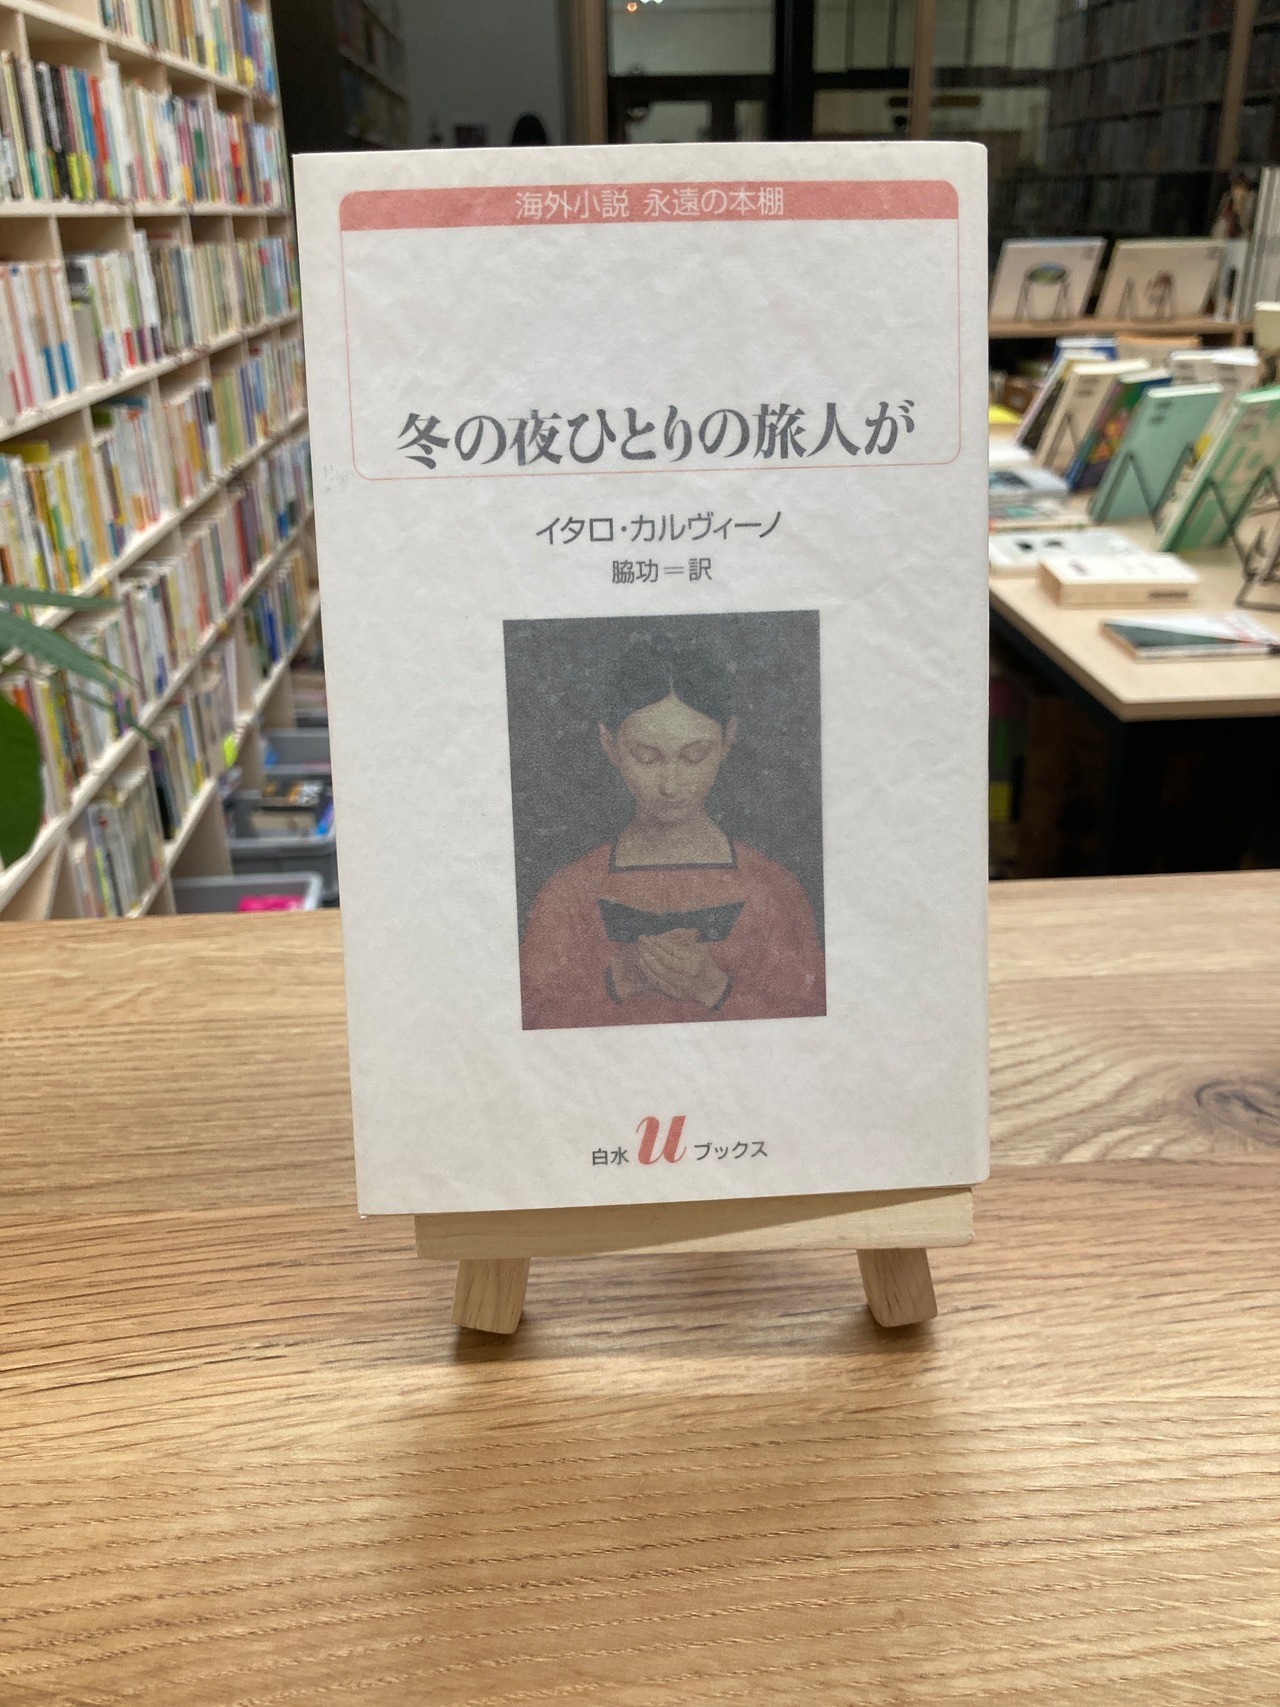 海外小説 永遠の本棚
冬の夜ひとりの旅人が
イタロ・カルヴィーノ
脇功＝訳
白水 u ブックス